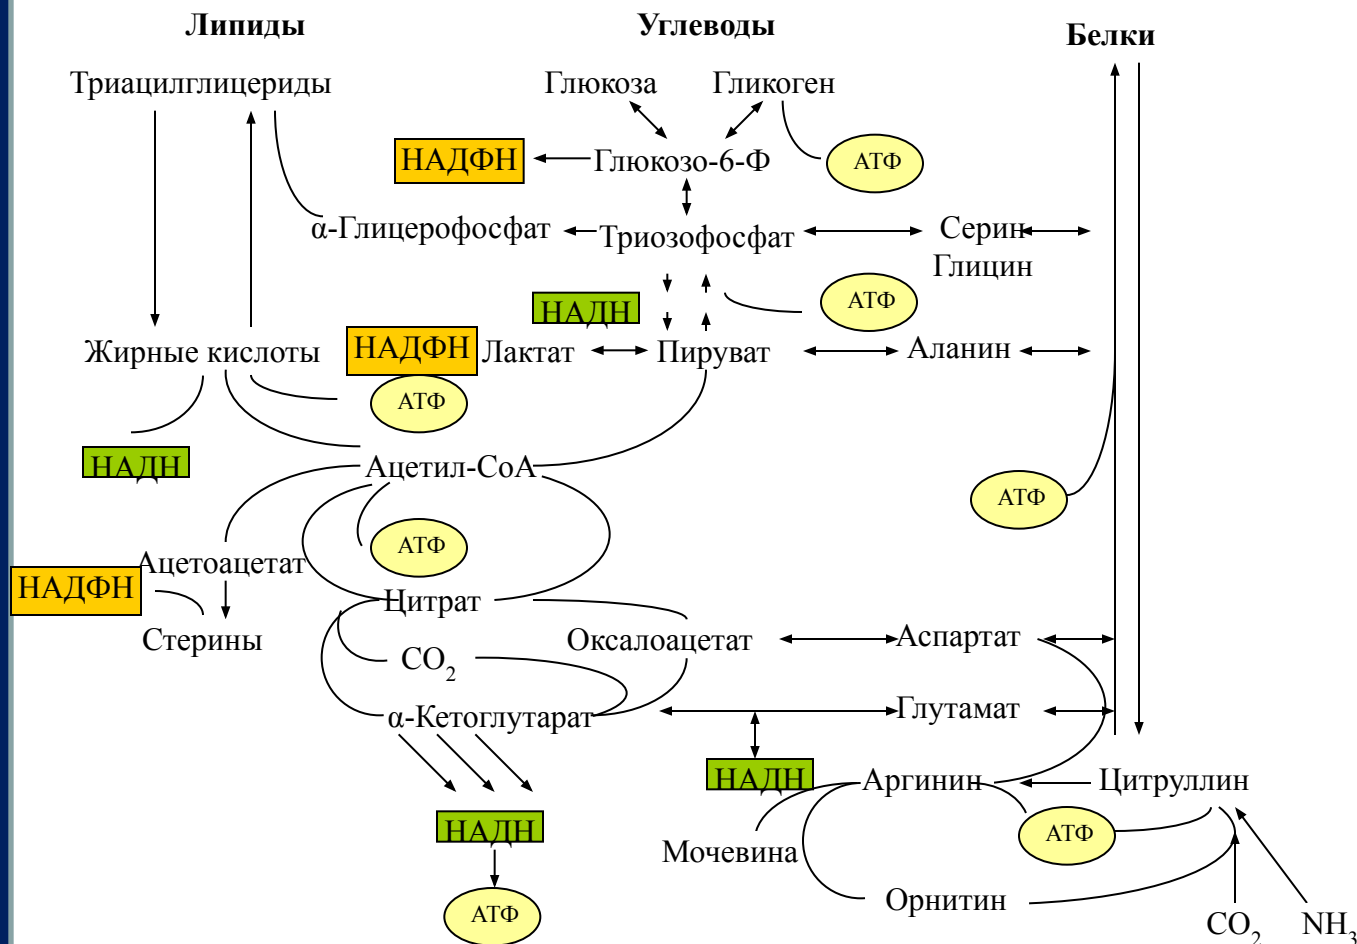 Липиды
Углеводы
Белки
Триацилглицериды
Глюкоза
Гликоген
НАДФН
Глюкозо-6-Ф
АТФ
α-Глицерофосфат
Триозофосфат
Серин
Глицин
НАДН
АТФ
Жирные кислоты
НАДФН
Лактат
Пируват
Аланин
АТФ
НАДН
Ацетил-СоА
АТФ
АТФ
Ацетоацетат
НАДФН
Цитрат
Стерины
Оксалоацетат
Аспартат
CO2
α-Кетоглутарат
Глутамат
НАДН
Аргинин
Цитруллин
НАДН
АТФ
Мочевина
Орнитин
АТФ
CO2
NH3